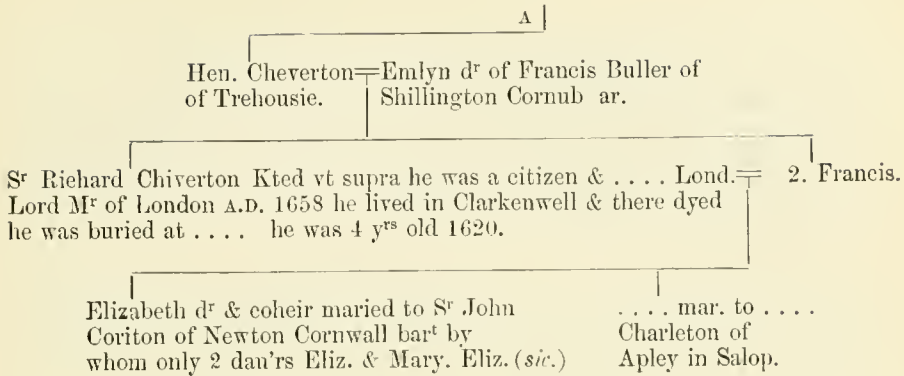 A
Hen. Cheverton=Emlyn dʳ of Francis Buller of
of Trehousie. Shillington Cornub ar.
Sʳ Richard Chiverton Kted vt supra he was a citizen & .... Lond.= 2. Francis.
Lord Mʳ of London A.D. 1658 he lived in Clarkenwell & there dyed
he was buried at .... he was 4 yʳˢ old 1620.
Elizabeth dʳ & coheir maried to Sʳ John
Coriton of Newton Cornwall barᵗ by
whom only 2 dau'rs Eliz. & Mary. Eliz. (sic.)
.... mar. to ....
Charleton of
Apley in Salop.